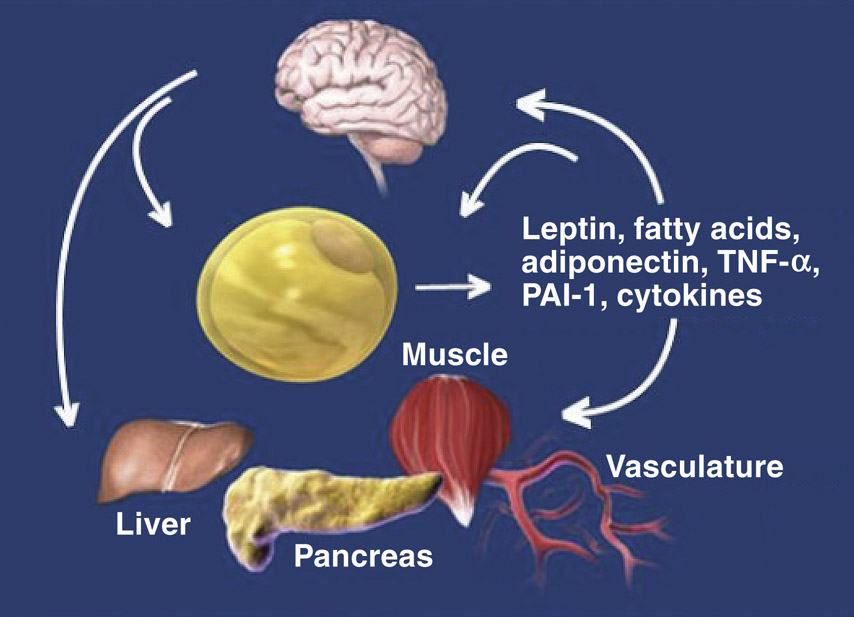 Leptin, fatty acids,
adiponectin, TNF-α,
PAI-1, cytokines
Muscle
Vasculature
Liver
Pancreas